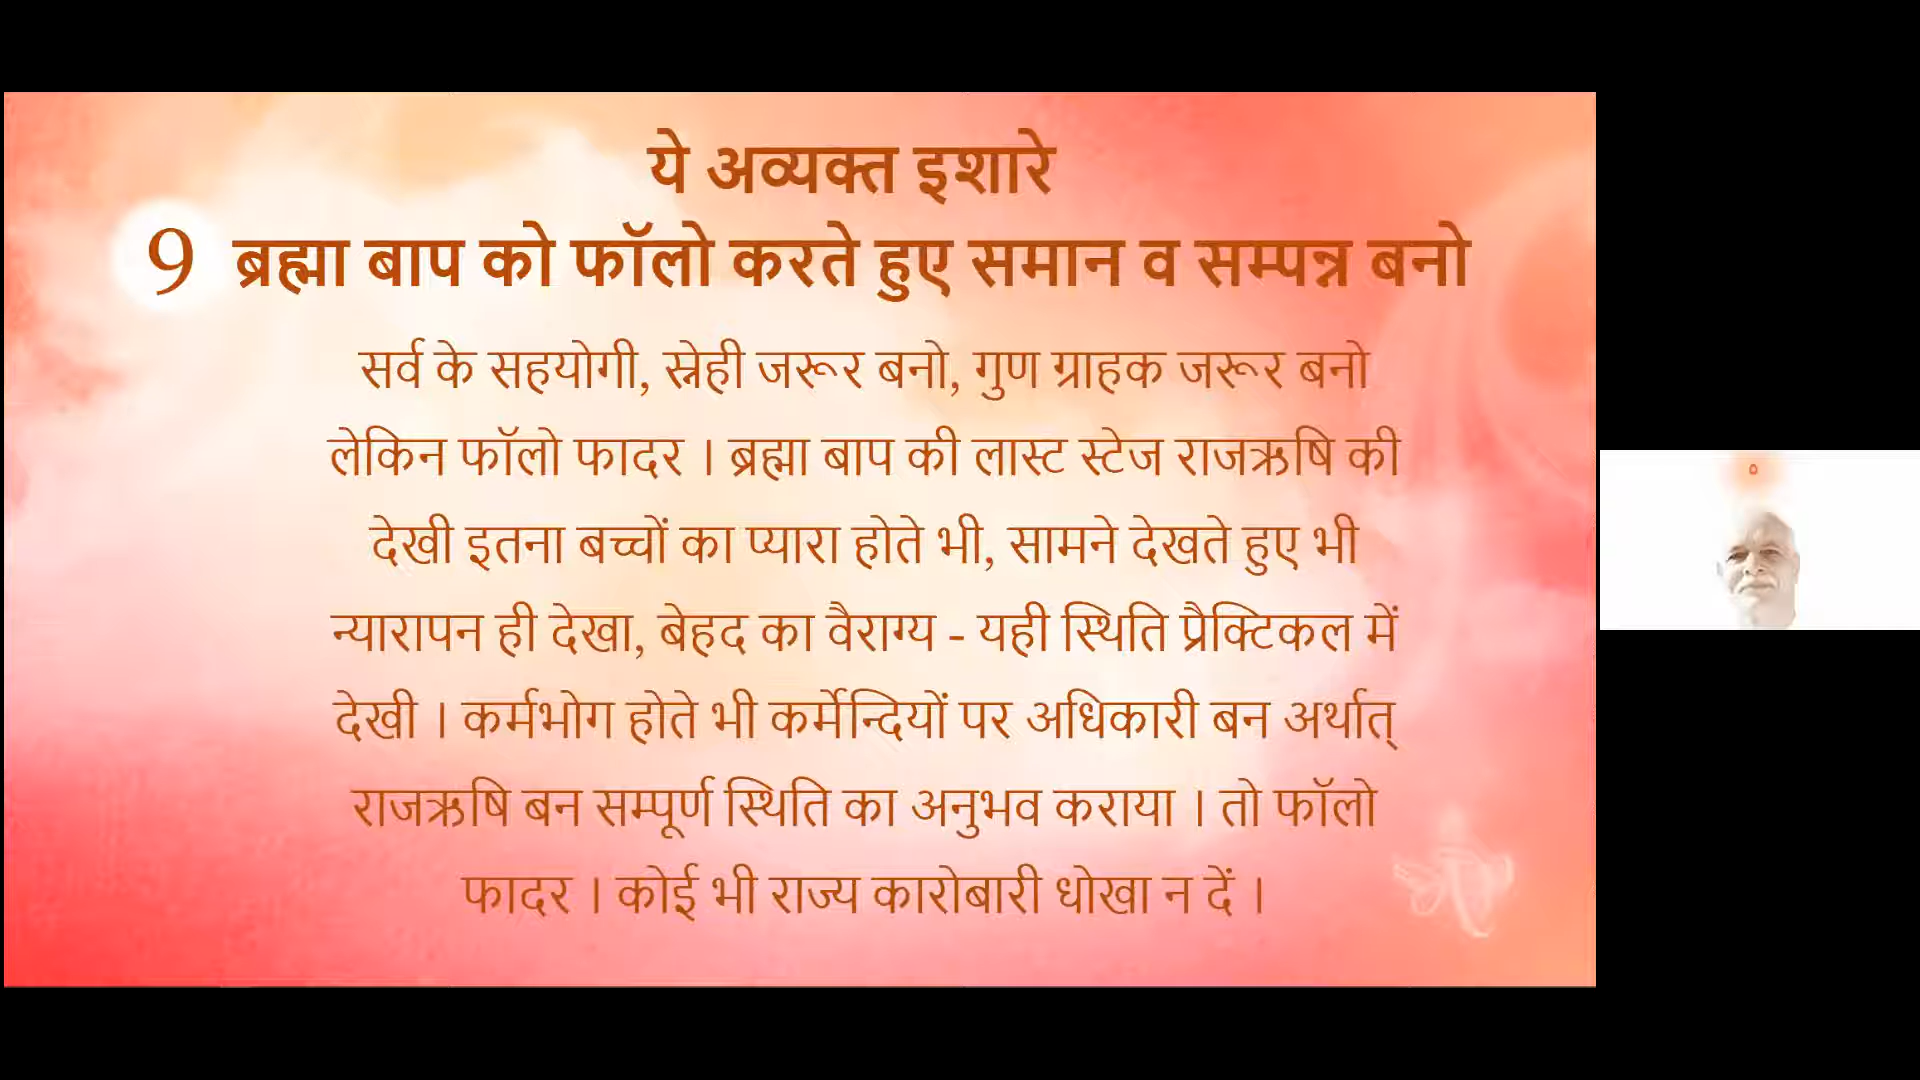 ये अव्यक्त इशारे
9 ब्रह्मा बाप को फॉलो करते हुए समान व सम्पन्न बनो
सर्व के सहयोगी, स्नेही जरूर बनो, गुण ग्राहक जरूर बनो
लेकिन फॉलो फादर । ब्रह्मा बाप की लास्ट स्टेज राजऋषि की
देखी इतना बच्चों का प्यारा होते भी, सामने देखते हुए भी
न्यारापन ही देखा, बेहद का वैराग्य - यही स्थिति प्रैक्टिकल में
देखी । कर्मभोग होते भी कर्मेन्दियों पर अधिकारी बन अर्थात्
राजऋषि बन सम्पूर्ण स्थिति का अनुभव कराया । तो फॉलो
फादर । कोई भी राज्य कारोबारी धोखा न दें ।